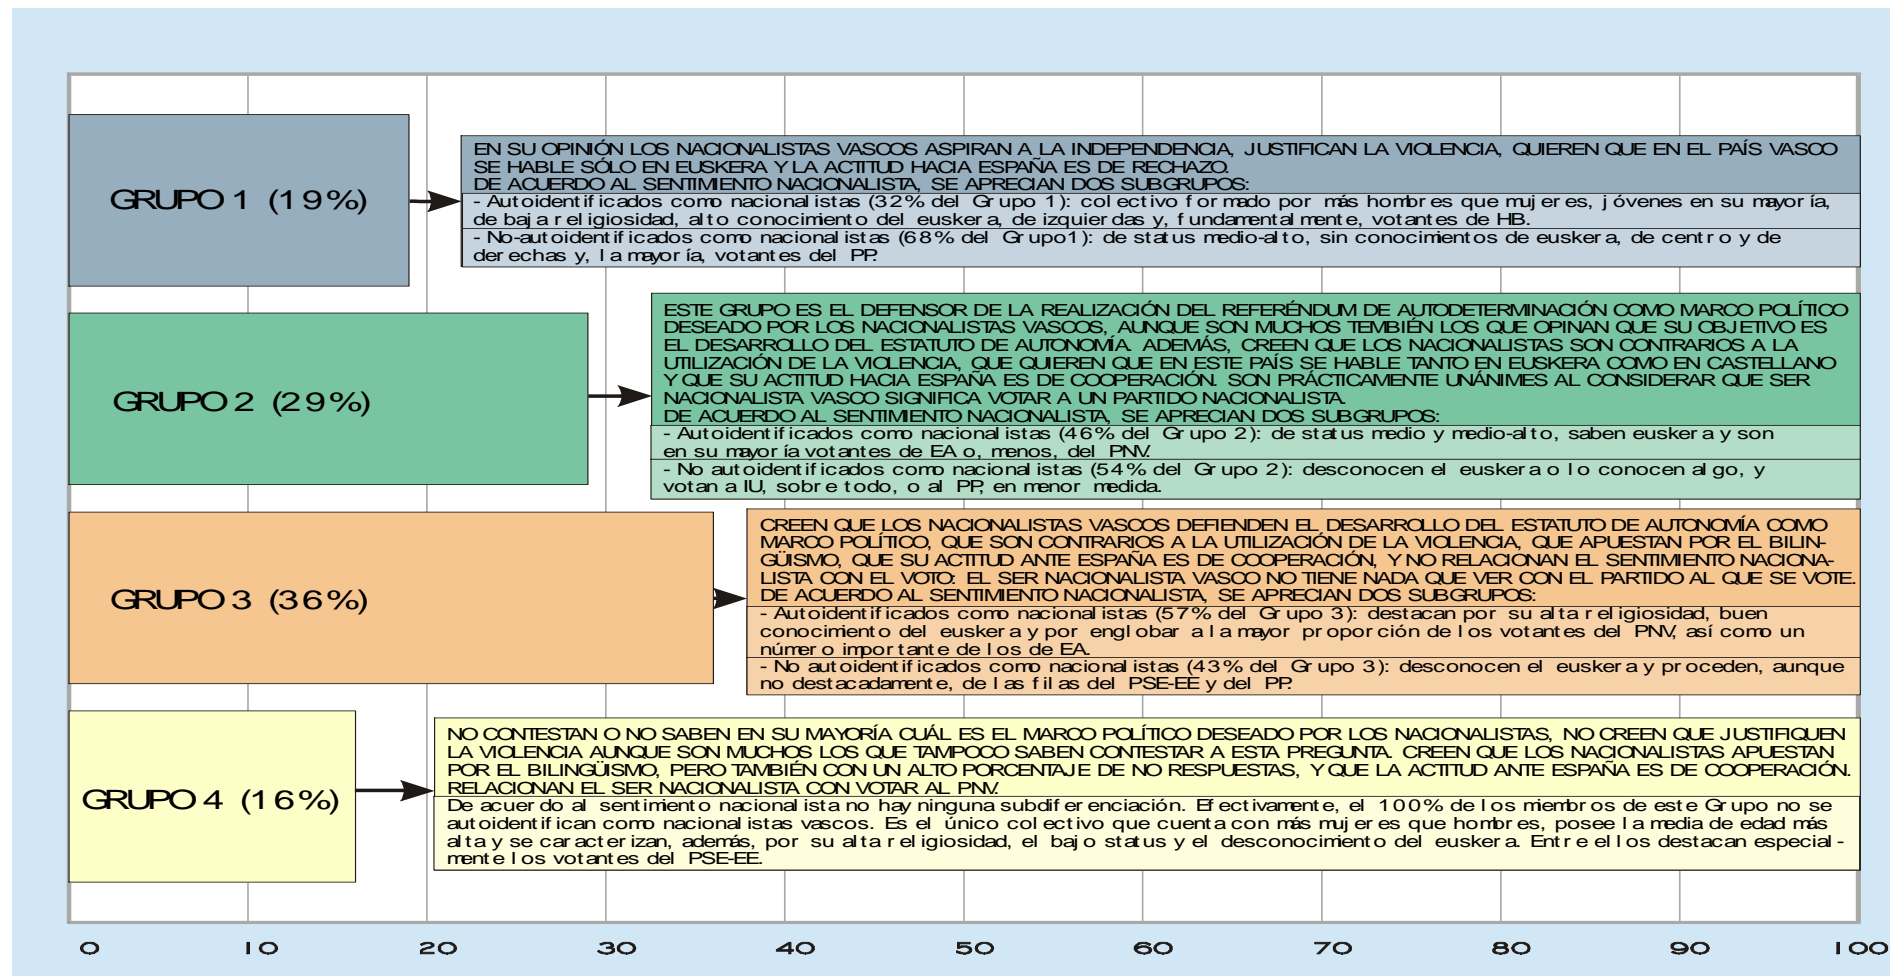 GRUPO 1 (19%)
EN SU OPINIÓN LOS NACIONALISTAS VASCOS ASPIRAN A LA INDEPENDENCIA, JUSTIFICAN LA VIOLENCIA, QUIEREN QUE EN EL PAÍS VASCO
SE HABLE SÓLO EN EUSKERA Y LA ACTITUD HACIA ESPAÑA ES DE RECHAZO.
DE ACUERDO AL SENTIMIENTO NACIONALISTA, SE APRECIAN DOS SUBGRUPOS:
- Autoidentificados como nacionalistas (32% del Grupo 1): colectivo formado por más hombres que mujeres, jóvenes en su mayoría,
de baja religiosidad, alto conocimiento del euskera, de izquierdas y, fundamentalmente, votantes de HB.
- No-autoidentificados como nacionalistas (68% del Grupo1): de status medio-alto, sin conocimientos de euskera, de centro y de
derechas y, la mayoría, votantes del PP.
GRUPO 2 (29%)
ESTE GRUPO ES EL DEFENSOR DE LA REALIZACIÓN DEL REFERÉNDUM DE AUTODETERMINACIÓN COMO MARCO POLÍTICO
DESEADO POR LOS NACIONALISTAS VASCOS, AUNQUE SON MUCHOS TEMBIÉN LOS QUE OPINAN QUE SU OBJETIVO ES
EL DESARROLLO DEL ESTATUTO DE AUTONOMÍA. ADEMÁS, CREEN QUE LOS NACIONALISTAS SON CONTRARIOS A LA
UTILIZACIÓN DE LA VIOLENCIA, QUE QUIEREN QUE EN ESTE PAÍS SE HABLE TANTO EN EUSKERA COMO EN CASTELLANO
Y QUE SU ACTITUD HACIA ESPAÑA ES DE COOPERACIÓN. SON PRÁCTICAMENTE UNÁNIMES AL CONSIDERAR QUE SER
NACIONALISTA VASCO SIGNIFICA VOTAR A UN PARTIDO NACIONALISTA.
DE ACUERDO AL SENTIMIENTO NACIONALISTA, SE APRECIAN DOS SUBGRUPOS:
- Autoidentificados como nacionalistas (46% del Grupo 2): de status medio y medio-alto, saben euskera y son
en su mayoría votantes de EA o, menos, del PNV.
- No autoidentificados como nacionalistas (54% del Grupo 2): desconocen el euskera o lo conocen algo, y
votan a IU, sobre todo, o al PP, en menor medida.
GRUPO 3 (36%)
CREEN QUE LOS NACIONALISTAS VASCOS DEFIENDEN EL DESARROLLO DEL ESTATUTO DE AUTONOMÍA COMO
MARCO POLÍTICO, QUE SON CONTRARIOS A LA UTILIZACIÓN DE LA VIOLENCIA, QUE APUESTAN POR EL BILIN-
GÜISMO, QUE SU ACTITUD ANTE ESPAÑA ES DE COOPERACIÓN, Y NO RELACIONAN EL SENTIMIENTO NACIONA-
LISTA CON EL VOTO: EL SER NACIONALISTA VASCO NO TIENE NADA QUE VER CON EL PARTIDO AL QUE SE VOTE.
DE ACUERDO AL SENTIMIENTO NACIONALISTA, SE APRECIAN DOS SUBGRUPOS:
- Autoidentificados como nacionalistas (57% del Grupo 3): destacan por su alta religiosidad, buen
conocimiento del euskera y por englobar a la mayor proporción de los votantes del PNV, así como un
número importante de los de EA.
- No autoidentificados como nacionalistas (43% del Grupo 3): desconocen el euskera y proceden, aunque
no destacadamente, de las filas del PSE-EE y del PP.
GRUPO 4 (16%)
NO CONTESTAN O NO SABEN EN SU MAYORÍA CUÁL ES EL MARCO POLÍTICO DESEADO POR LOS NACIONALISTAS, NO CREEN QUE JUSTIFIQUEN
LA VIOLENCIA AUNQUE SON MUCHOS LOS QUE TAMPOCO SABEN CONTESTAR A ESTA PREGUNTA. CREEN QUE LOS NACIONALISTAS APUESTAN
POR EL BILINGÜISMO, PERO TAMBIÉN CON UN ALTO PORCENTAJE DE NO RESPUESTAS, Y QUE LA ACTITUD ANTE ESPAÑA ES DE COOPERACIÓN.
RELACIONAN EL SER NACIONALISTA CON VOTAR AL PNV.
De acuerdo al sentimiento nacionalista no hay ninguna subdiferenciación. Efectivamente, el 100% de los miembros de este Grupo no se
autoidentifican como nacionalistas vascos. Es el único colectivo que cuenta con más mujeres que hombres, posee la media de edad más
alta y se caracterizan, además, por su alta religiosidad, el bajo status y el desconocimiento del euskera. Entre ellos destacan especial-
mente los votantes del PSE-EE.
0 10 20 30 40 50 60 70 80 90 100